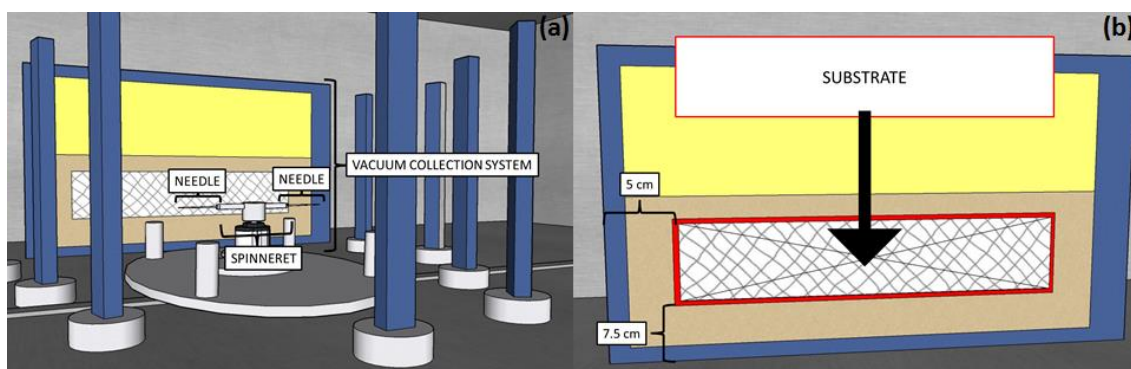 (a)
VACUUM COLLECTION SYSTEM
NEEDLE
NEEDLE
SPINNERET
(b)
SUBSTRATE
5 cm
7.5 cm